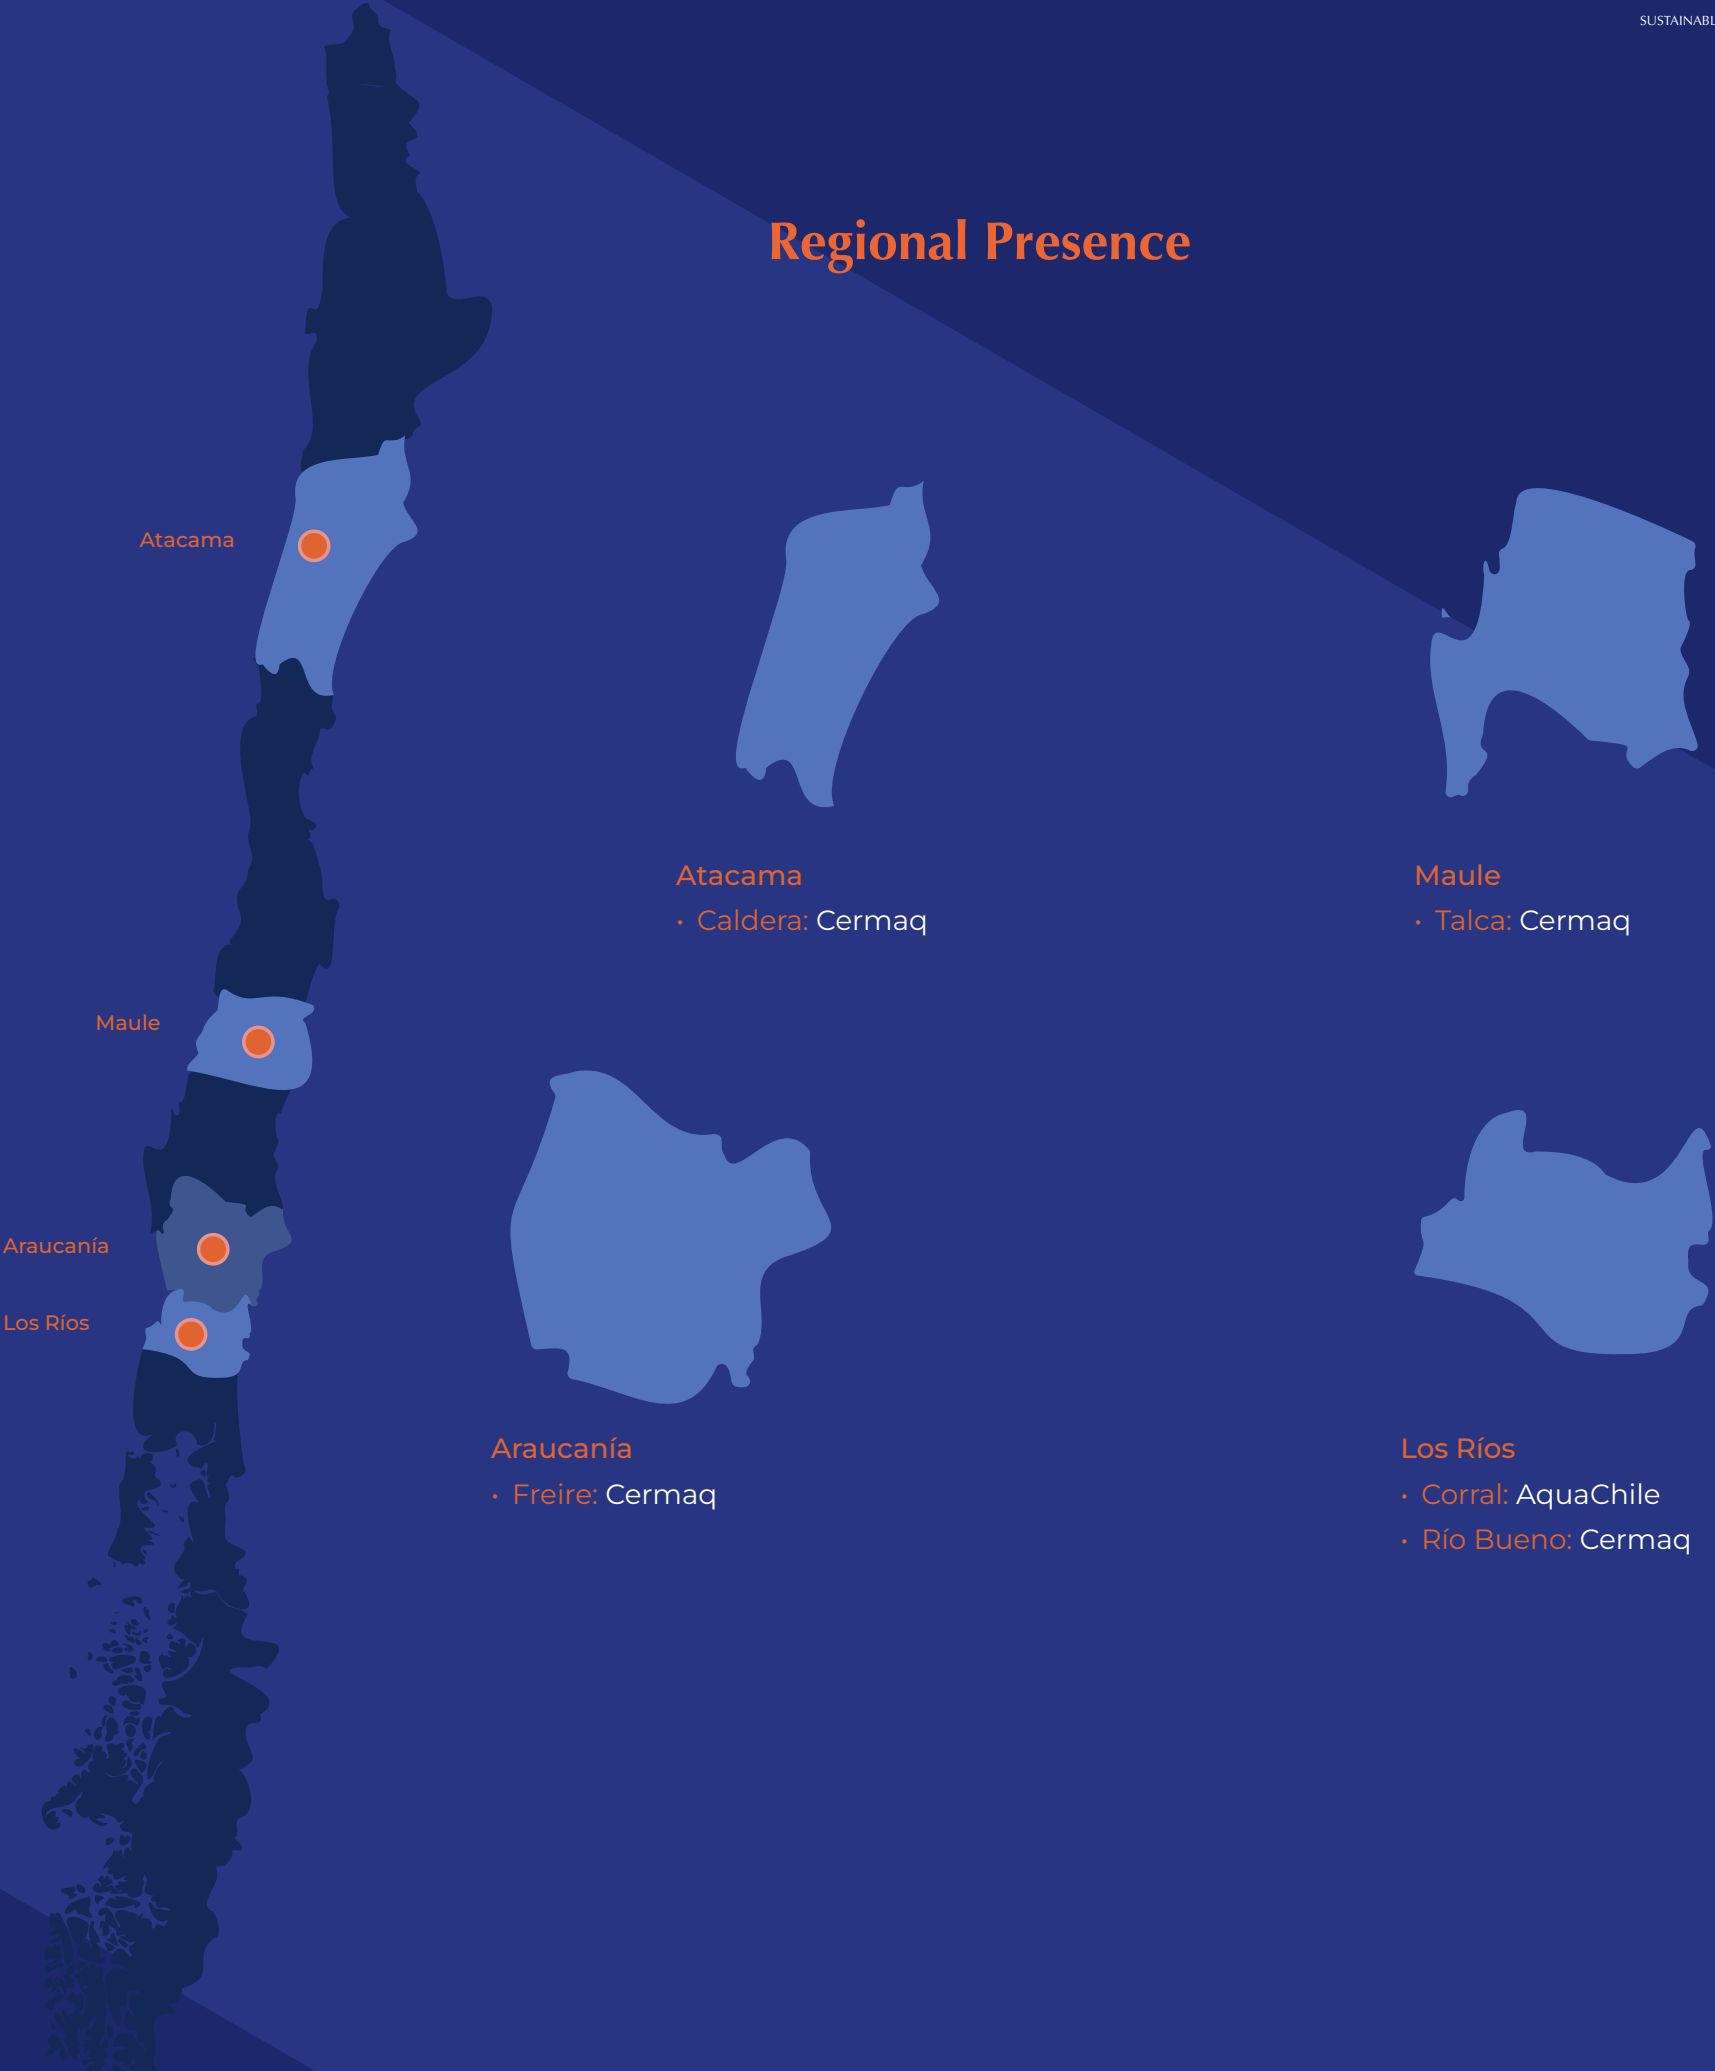 SUSTAINABL
Regional Presence
Atacama
Maule
Araucanía
Los Ríos
Atacama
• Caldera: Cermaq
Maule
• Talca: Cermaq
Araucanía
• Freire: Cermaq
Los Ríos
• Corral: AquaChile
• Río Bueno: Cermaq